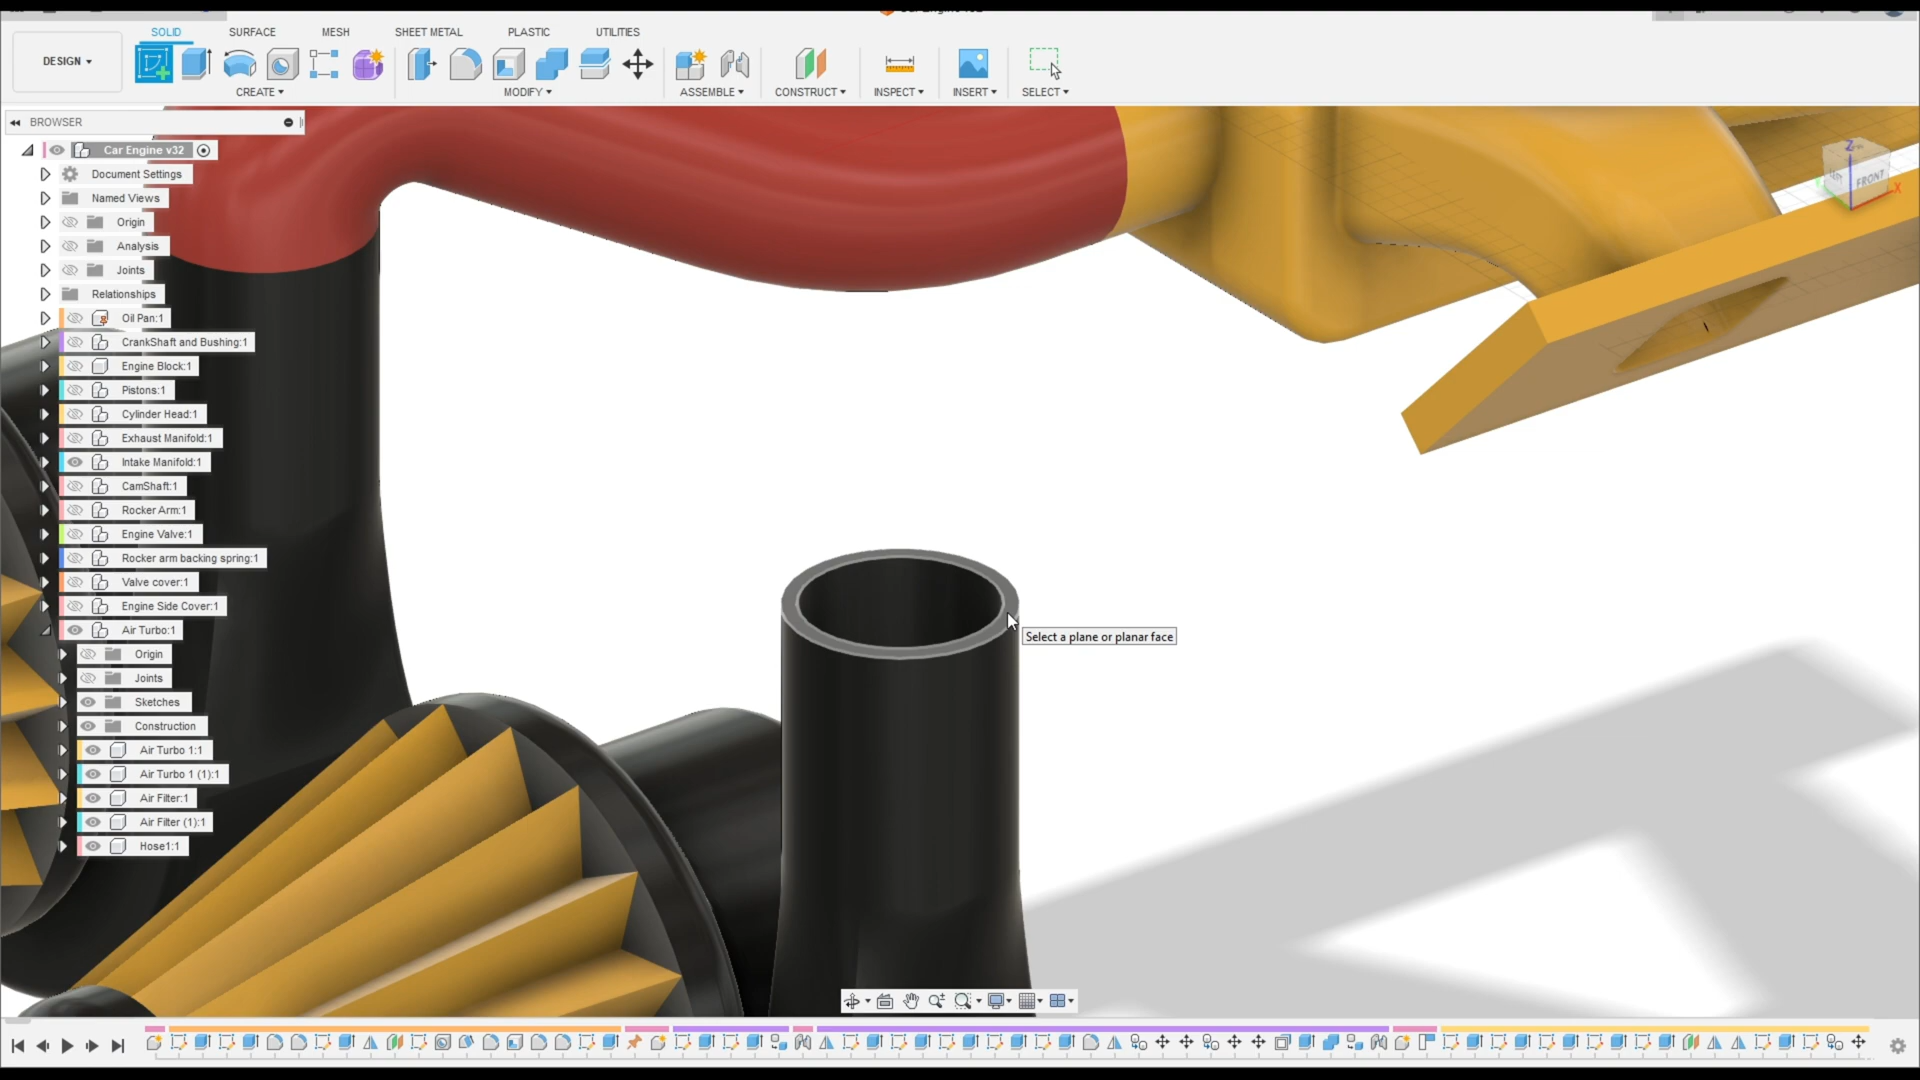 SOLID SURFACE MESH SHEET METAL PLASTIC UTILITIES
DESIGN
CREATE MODIFY ASSEMBLE CONSTRUCT INSPECT INSERT SELECT
BROWSER
Car Engine v32
Document Settings
Named Views
Origin
Analysis
Joints
Relationships
Oil Pan:1
CrankShaft and Bushing:1
Engine Block:1
Pistons:1
Cylinder Head:1
Exhaust Manifold:1
Intake Manifold:1
CamShaft:1
Rocker Arm:1
Engine Valve:1
Rocker arm backing spring:1
Valve cover:1
Engine Side Cover:1
Air Turbo:1
Origin
Joints
Sketches
Construction
Air Turbo 1:1
Air Turbo 1 (1):1
Air Filter:1
Air Filter (1):1
Hose1:1
Select a plane or planar face
Z
FRONT
X